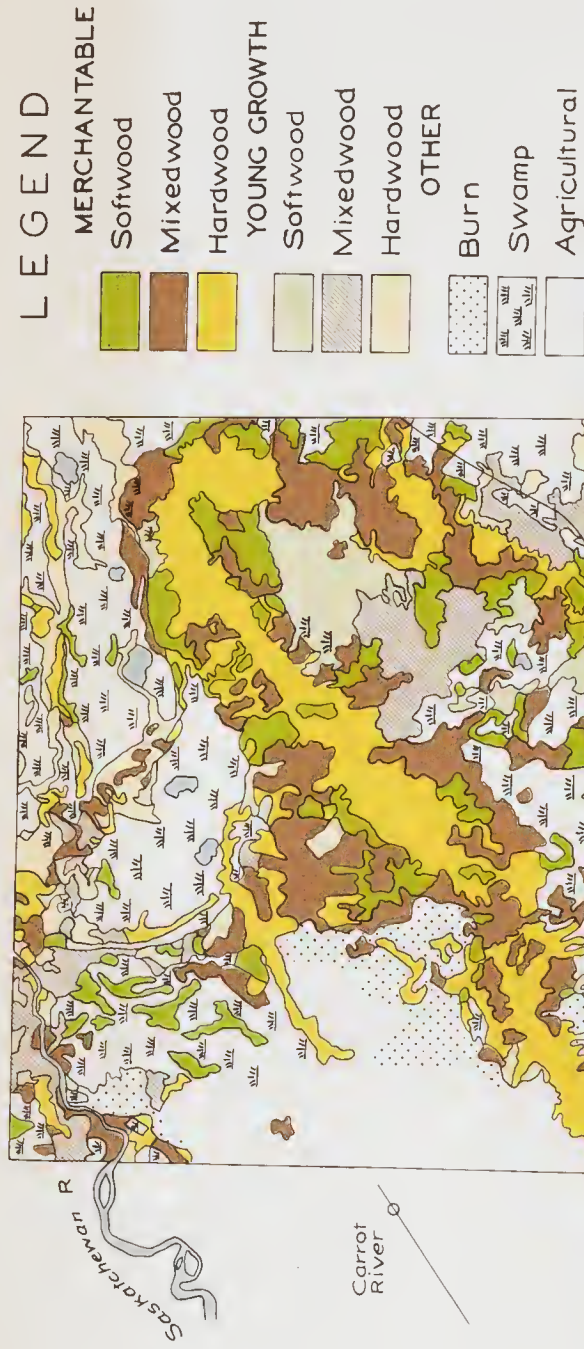 LEGEND
MERCHANTABLE
Softwood
Mixedwood
Hardwood
YOUNG GROWTH
Softwood
Mixedwood
Hardwood
OTHER
Burn
Swamp
Agricultural
Saskatchewan R
Carrot
River